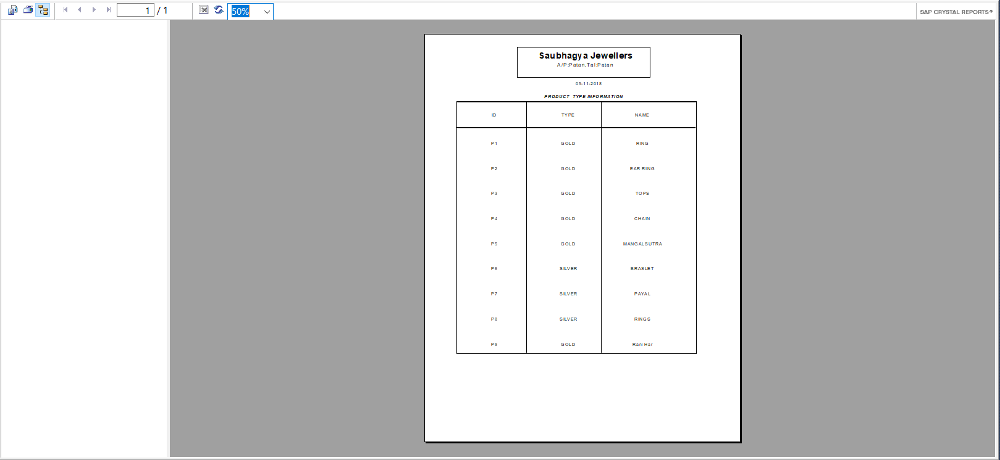 1 / 1 50% SAP CRYSTAL REPORTS®
Saubhagya Jewellers
A/P:Patan,Tal:Patan
05-11-2018
PRODUCT TYPE INFORMATION
ID TYPE NAME
P1 GOLD RING
P2 GOLD EAR RING
P3 GOLD TOPS
P4 GOLD CHAIN
P5 GOLD MANGALSUTRA
P6 SILVER BRASLET
P7 SILVER PAYAL
P8 SILVER RINGS
P9 GOLD Rani Har